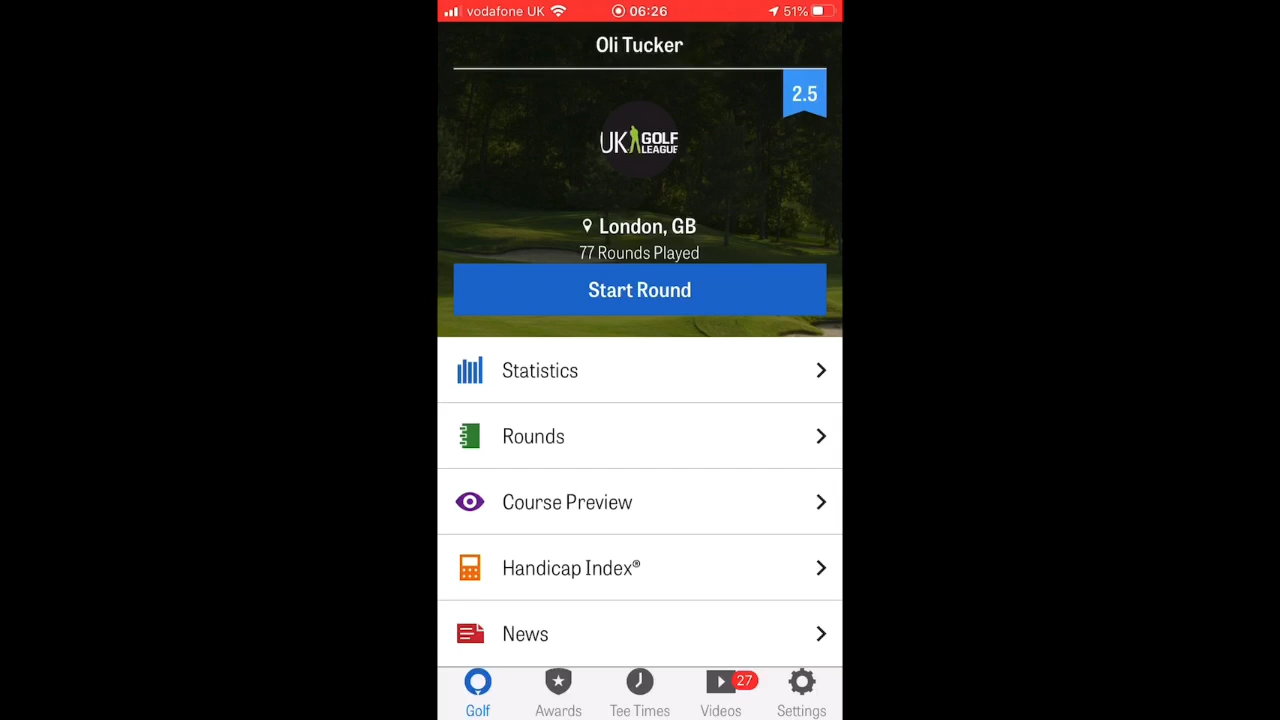 vodafone UK 06:26 51%
Oli Tucker
2.5
UK GOLF
LEAGUE
London, GB
77 Rounds Played
Start Round
Statistics
Rounds
Course Preview
Handicap Index®
News
27
Golf Awards Tee Times Videos Settings